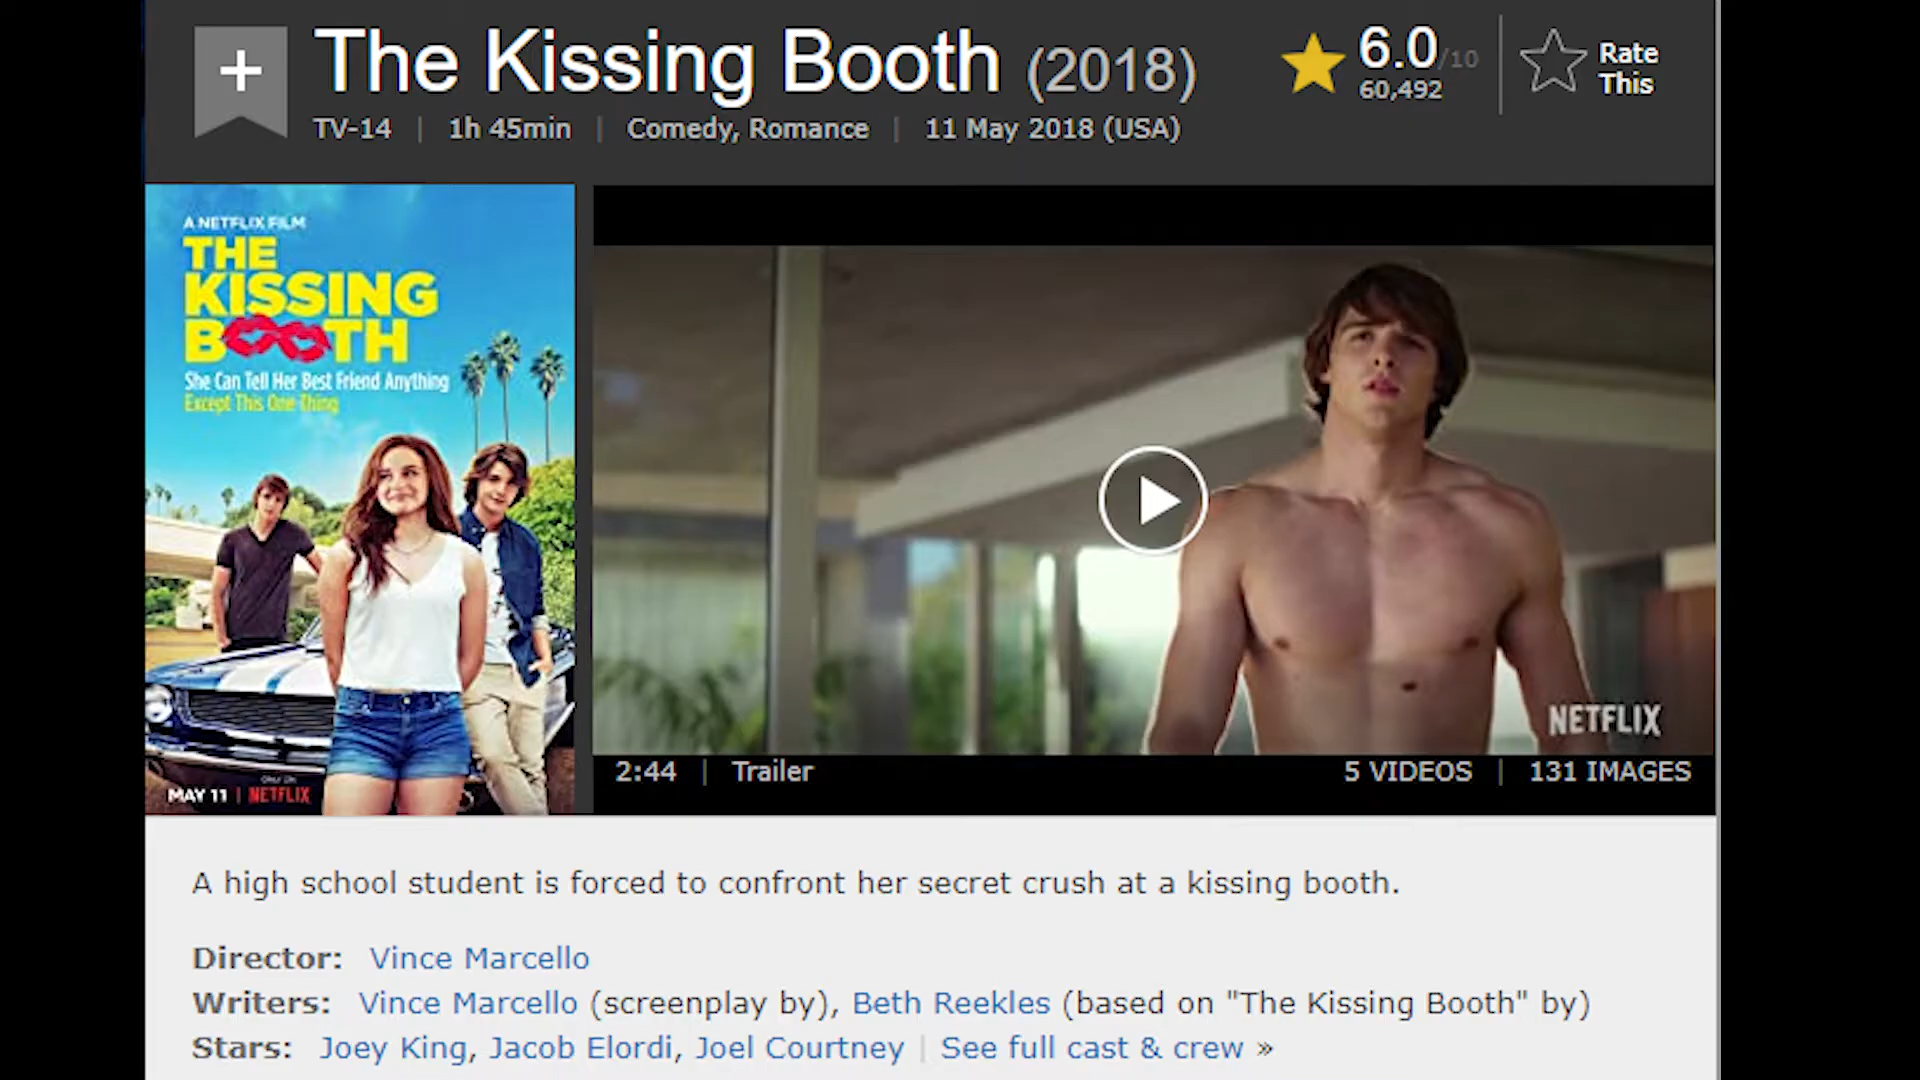 The Kissing Booth (2018)
6.0/10
60,492
Rate
This
TV-14 | 1h 45min | Comedy, Romance | 11 May 2018 (USA)
A NETFLIX FILM
THE
KISSING
BOOTH
She Can Tell Her Best Friend Anything
Except This One Thing
MAY 11 | NETFLIX
NETFLIX
2:44 | Trailer
5 VIDEOS | 131 IMAGES
A high school student is forced to confront her secret crush at a kissing booth.
Director: Vince Marcello
Writers: Vince Marcello (screenplay by), Beth Reekles (based on "The Kissing Booth" by)
Stars: Joey King, Jacob Elordi, Joel Courtney | See full cast & crew »